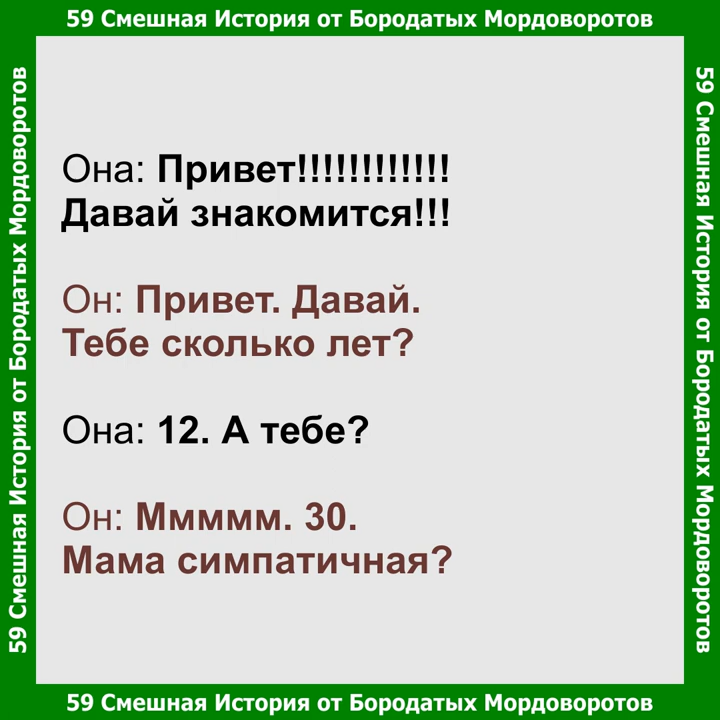 59 Смешная История от Бородатых Мордоворотов
59 Смешная История от Бородатых Мордоворотов
59 Смешная История от Бородатых Мордоворотов
Она: Привет!!!!!!!!!!!!
Давай знакомится!!!
Он: Привет. Давай.
Тебе сколько лет?
Она: 12. А тебе?
Он: Ммммм. 30.
Мама симпатичная?
59 Смешная История от Бородатых Мордоворотов